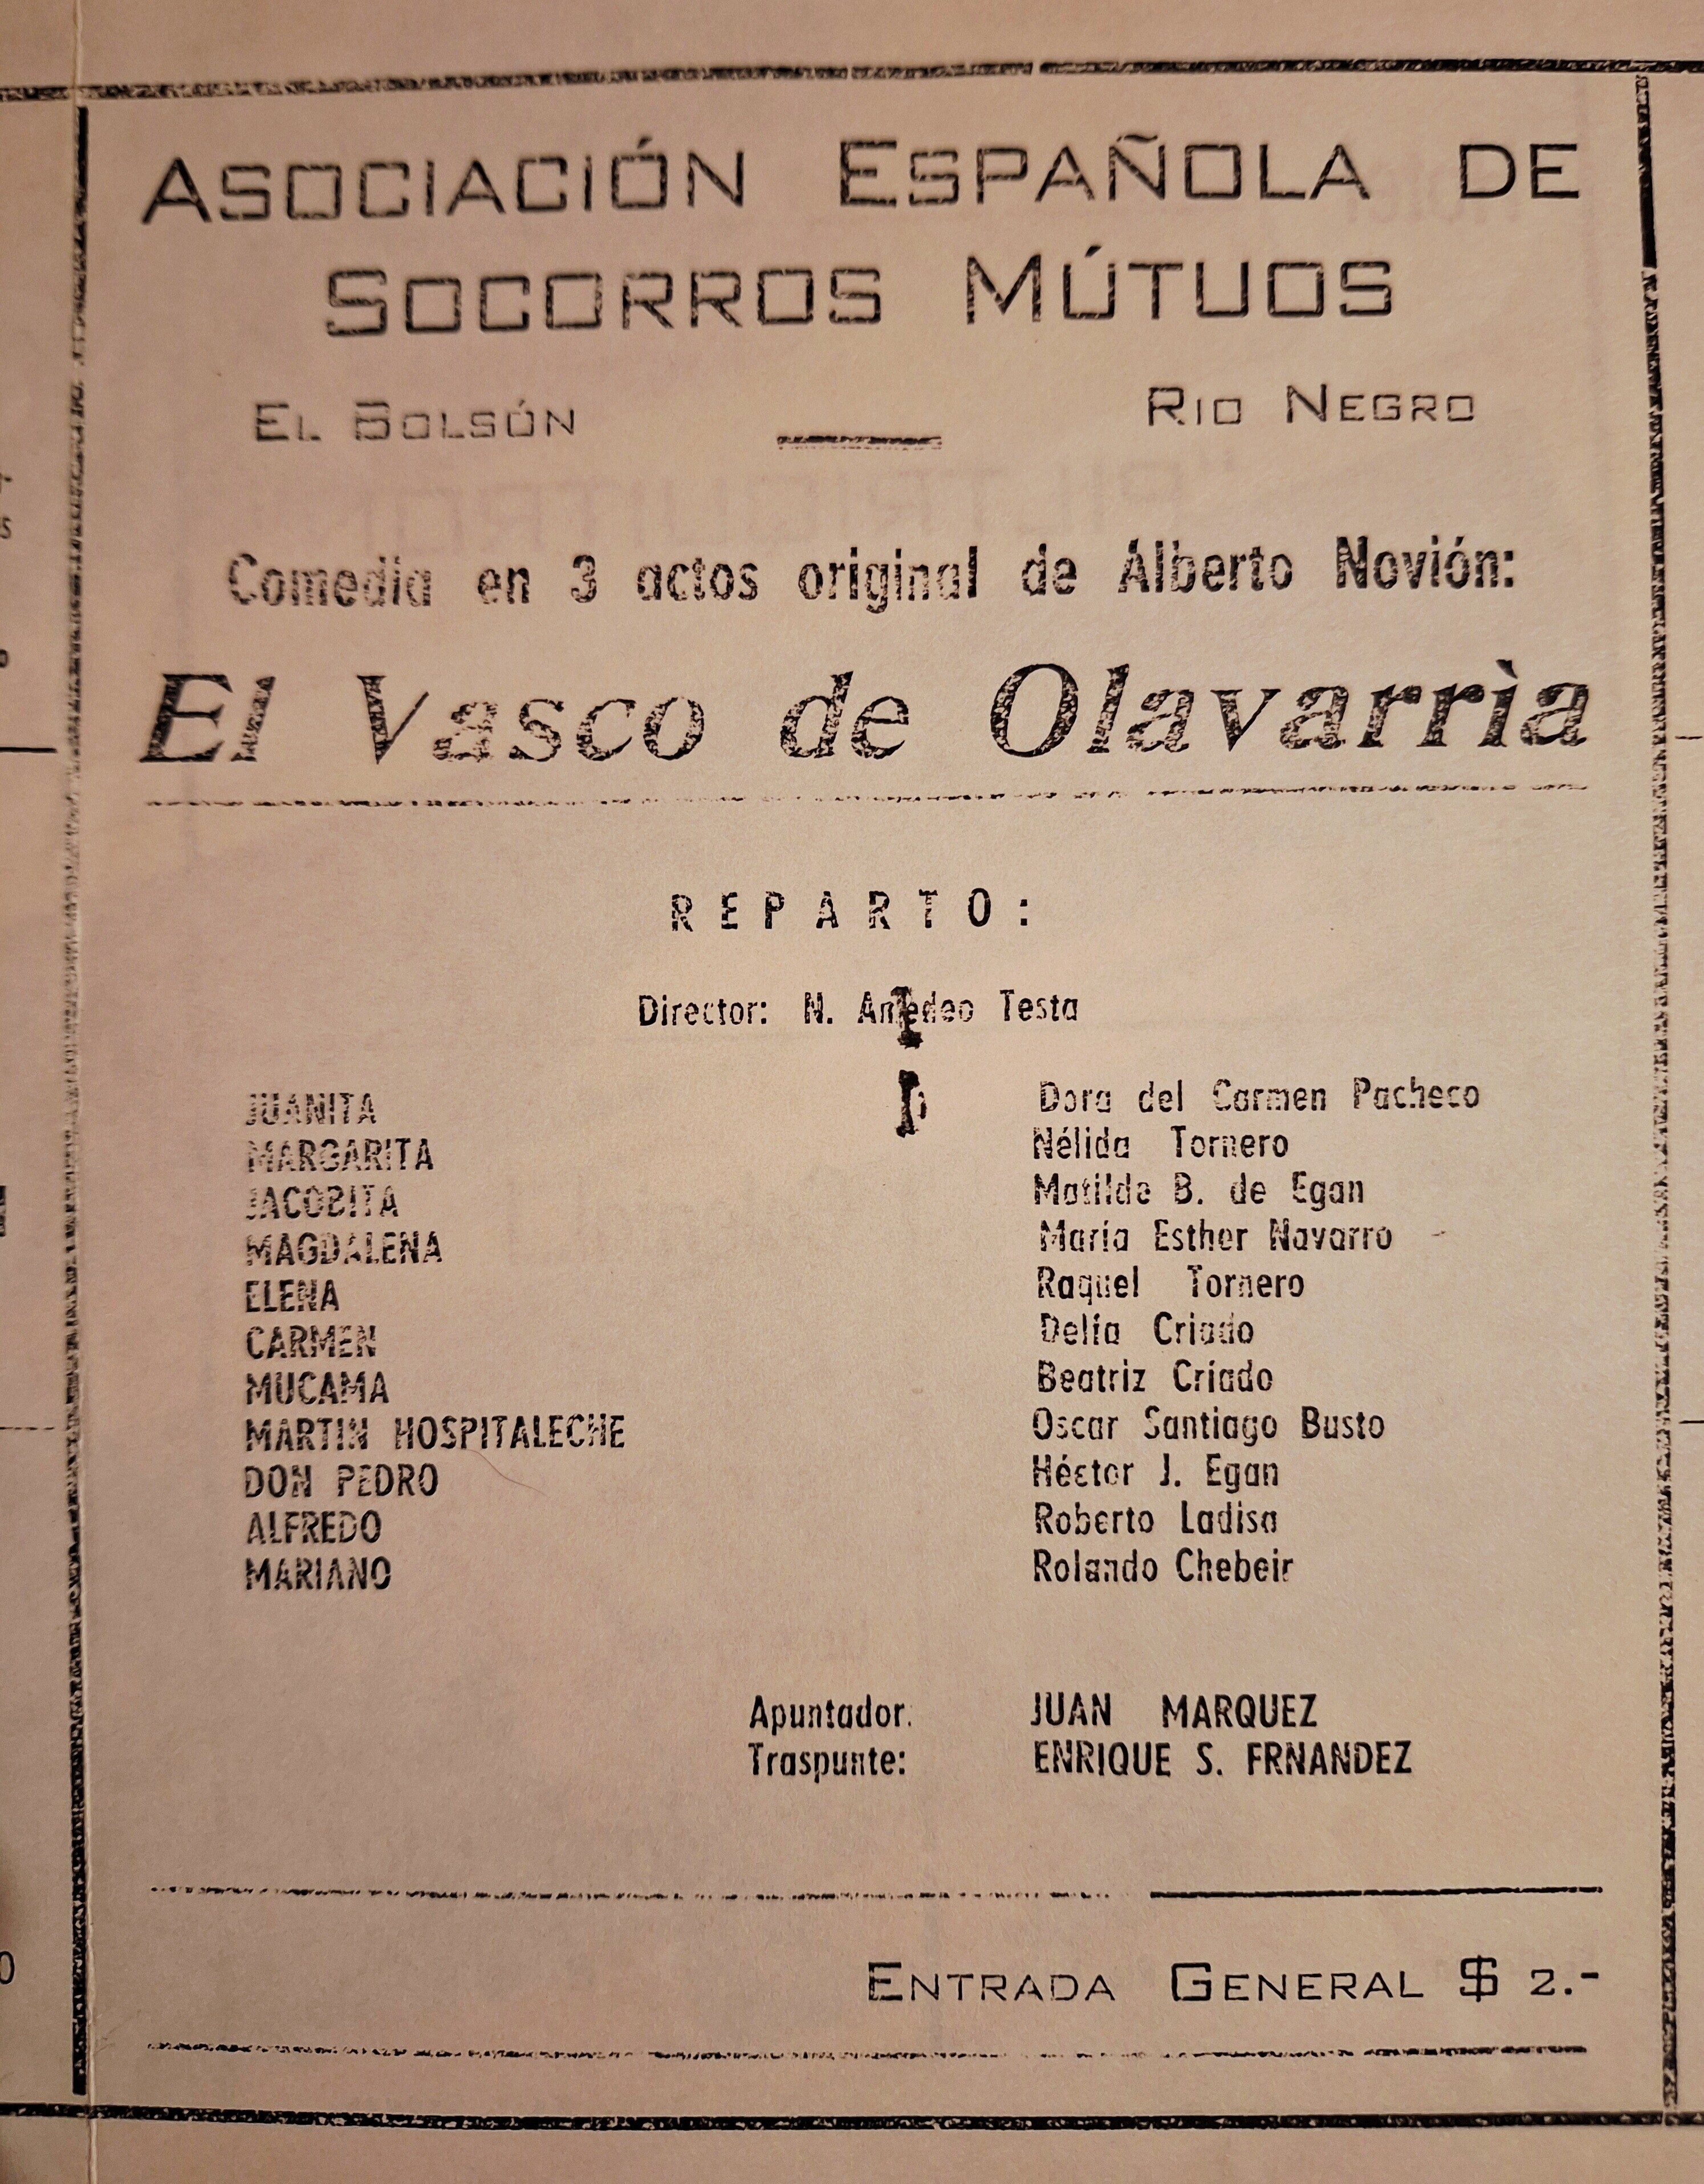 ASOCIACIÓN ESPAÑOLA DE
SOCORROS MÚTUOS
EL BOLSÓN RIO NEGRO
Comedia en 3 actos original de Alberto Novión:
El Vasco de Olavarrìa
REPARTO:
Director: N. Amedeo Testa
JUANITA Dora del Carmen Pacheco
MARGARITA Nélida Tornero
JACOBITA Matilde B. de Egan
MAGDALENA María Esther Navarro
ELENA Raquel Tornero
CARMEN Delia Criado
MUCAMA Beatriz Criado
MARTIN HOSPITALECHE Oscar Santiago Busto
DON PEDRO Héctor J. Egan
ALFREDO Roberto Ladisa
MARIANO Rolando Chebeir
Apuntador: JUAN MARQUEZ
Traspunte: ENRIQUE S. FRNANDEZ
ENTRADA GENERAL $ 2.-